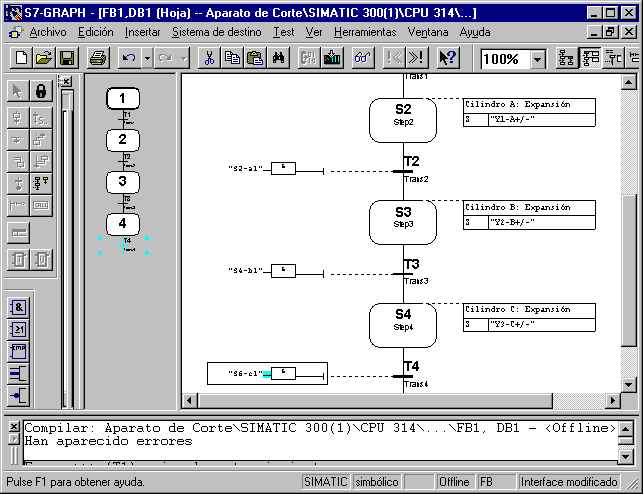 S7-GRAPH - [FB1,DB1 (Hoja) -- Aparato de Corte\SIMATIC 300(1)\CPU 314\...]
Archivo Edición Insertar Sistema de destino Test Ver Herramientas Ventana Ayuda
100%
Trans1
1
T1
2
T2
3
T3
4
T4
S2
Step2
Cilindro A: Expansión
S "Y1-A+/-"
"S2-a1" &
T2
Trans2
S3
Step3
Cilindro B: Expansión
S "Y2-B+/-"
"S4-b1" &
T3
Trans3
S4
Step4
Cilindro C: Expansión
S "Y3-C+/-"
"S6-c1" &
T4
Trans4
&
≥1
CMP
CALL
Compilar: Aparato de Corte\SIMATIC 300(1)\CPU 314\...\FB1, DB1 - <Offline>
Han aparecido errores
Pulse F1 para obtener ayuda. SIMATIC simbólico Offline FB Interface modificado